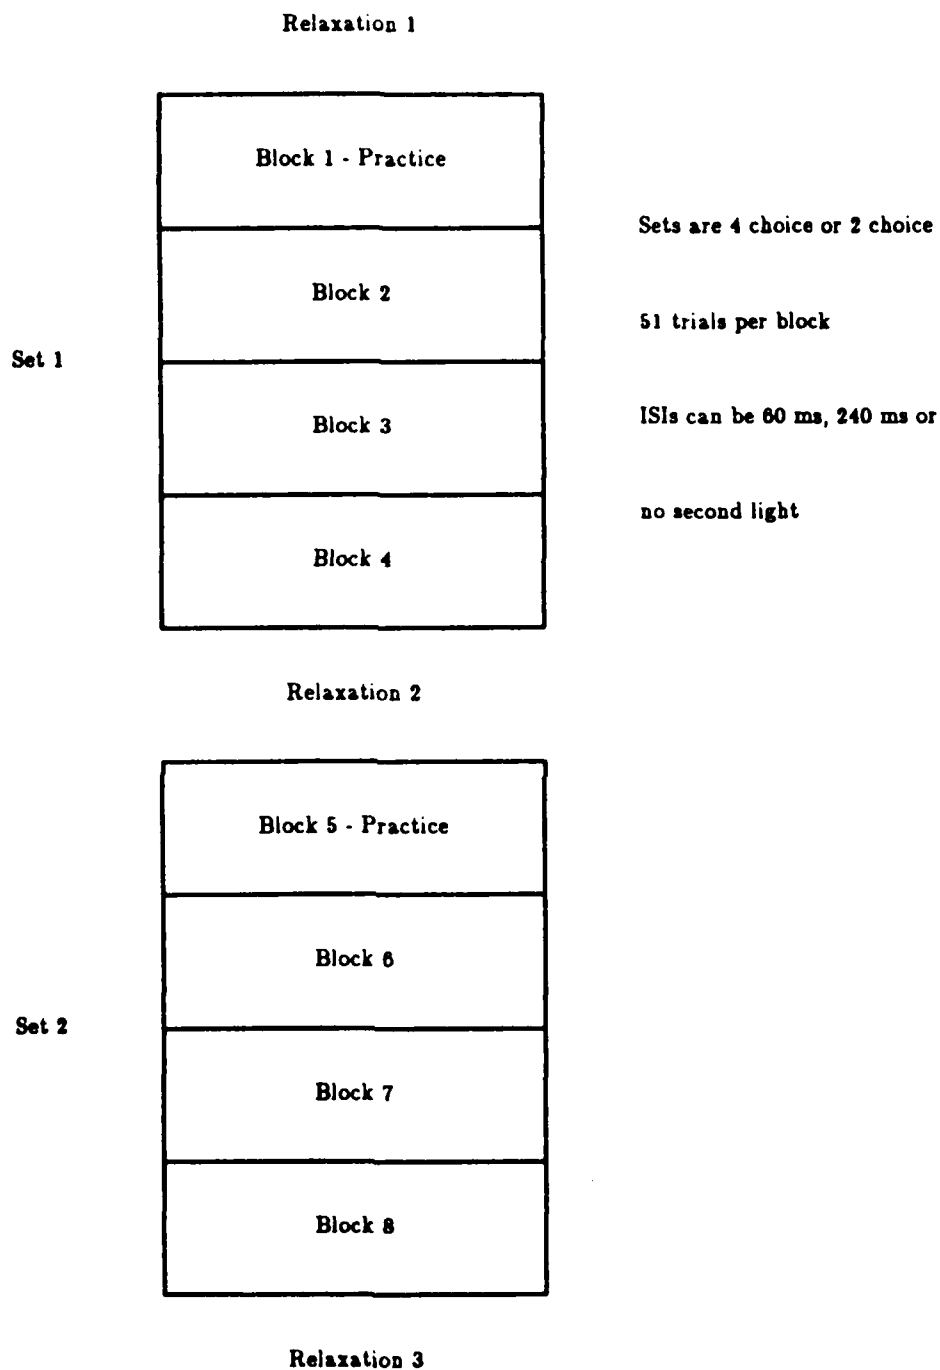 Relaxation 1
Block 1 - Practice
Sets are 4 choice or 2 choice
Block 2
51 trials per block
Set 1
Block 3
ISIs can be 60 ms, 240 ms or
no second light
Block 4
Relaxation 2
Block 5 - Practice
Block 6
Set 2
Block 7
Block 8
Relaxation 3